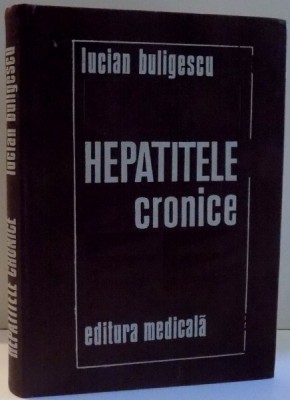 lucian buligescu
HEPATITELE
cronice
editura medicală
HEPATITELE CRONICE lucian buligescu